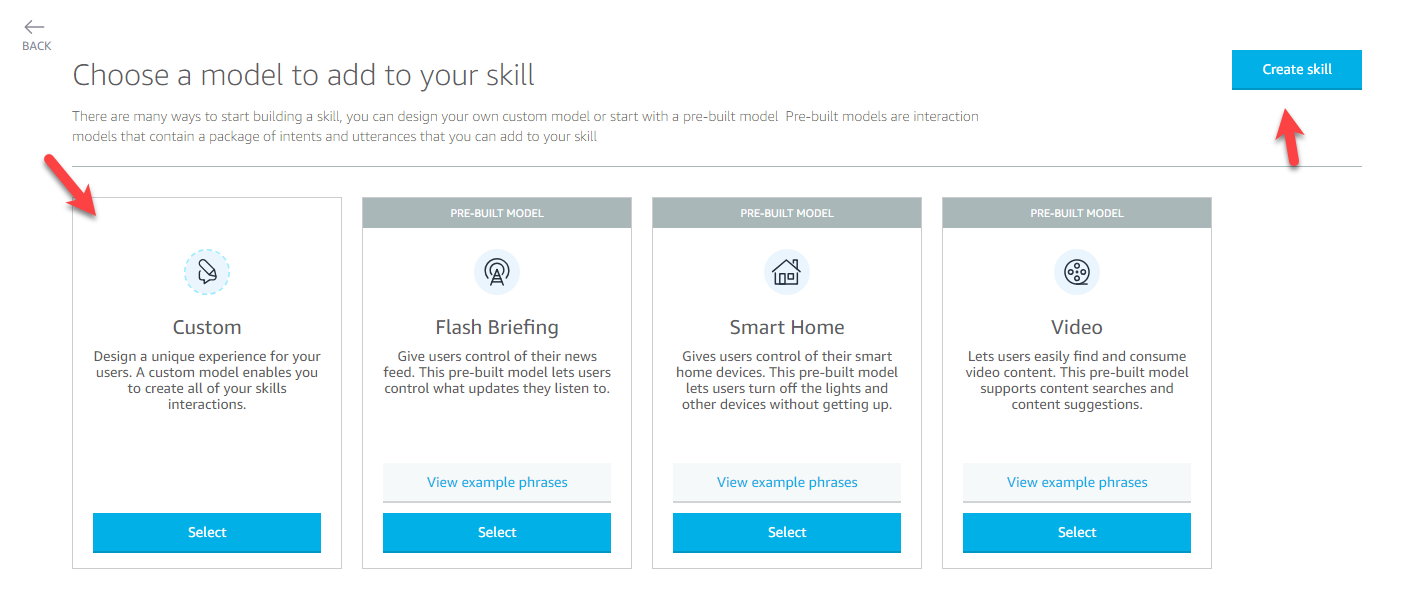 BACK
Choose a model to add to your skill
Create skill
There are many ways to start building a skill, you can design your own custom model or start with a pre-built model  Pre-built models are interaction
models that contain a package of intents and utterances that you can add to your skill
Custom
Design a unique experience for your
users. A custom model enables you
to create all of your skills
interactions.
Select
PRE-BUILT MODEL
Flash Briefing
Give users control of their news
feed. This pre-built model lets users
control what updates they listen to.
View example phrases
Select
PRE-BUILT MODEL
Smart Home
Gives users control of their smart
home devices. This pre-built model
lets users turn off the lights and
other devices without getting up.
View example phrases
Select
PRE-BUILT MODEL
Video
Lets users easily find and consume
video content. This pre-built model
supports content searches and
content suggestions.
View example phrases
Select